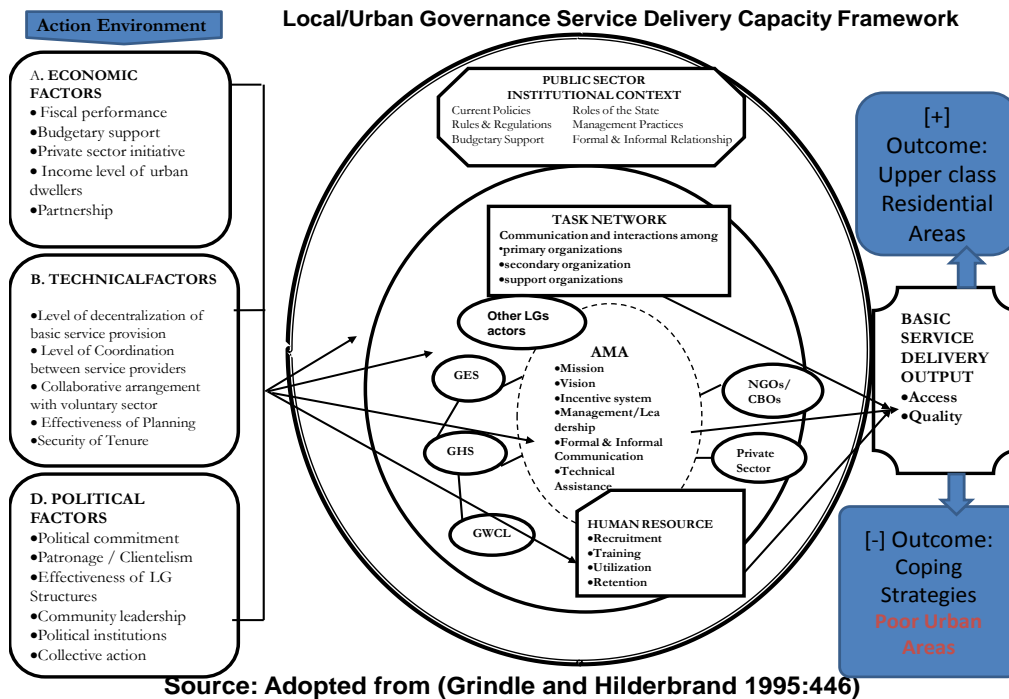 Local/Urban Governance Service Delivery Capacity Framework
Action Environment
A. ECONOMIC
FACTORS
• Fiscal performance
•Budgetary support
•Private sector initiative
• Income level of urban
dwellers
•Partnership
B. TECHNICALFACTORS
•Level of decentralization of
basic service provision
• Level of Coordination
between service providers
• Collaborative arrangement
with voluntary sector
• Effectiveness of Planning
•Security of Tenure
D. POLITICAL
FACTORS
•Political commitment
•Patronage / Clientelism
•Effectiveness of LG
Structures
•Community leadership
•Political institutions
•Collective action
PUBLIC SECTOR
INSTITUTIONAL CONTEXT
Current Policies Roles of the State
Rules & Regulations Management Practices
Budgetary Support Formal & Informal Relationship
TASK NETWORK
Communication and interactions among
•primary organizations
•secondary organization
•support organizations
Other LGs
actors
GES
GHS
GWCL
AMA
•Mission
•Vision
•Incentive system
•Management/Lea
dership
•Formal & Informal
Communication
•Technical
Assistance
NGOs/
CBOs
Private
Sector
HUMAN RESOURCE
•Recruitment
•Training
•Utilization
•Retention
[+]
Outcome:
Upper class
Residential
Areas
BASIC
SERVICE
DELIVERY
OUTPUT
•Access
•Quality
[-] Outcome:
Coping
Strategies
Poor Urban
Areas
Source: Adopted from (Grindle and Hilderbrand 1995:446)